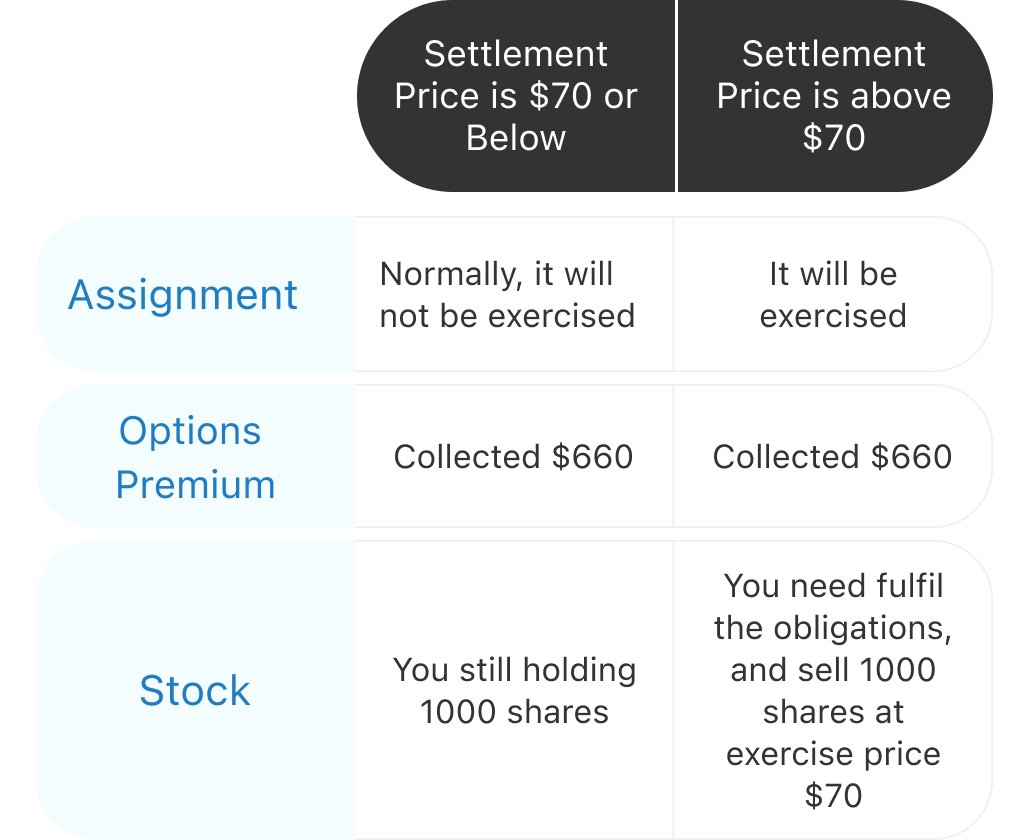 Settlement
Price is $70 or
Below
Settlement
Price is above
$70
Assignment
Normally, it will
not be exercised
It will be
exercised
Options
Premium
Collected $660
Collected $660
Stock
You still holding
1000 shares
You need fulfil
the obligations,
and sell 1000
shares at
exercise price
$70